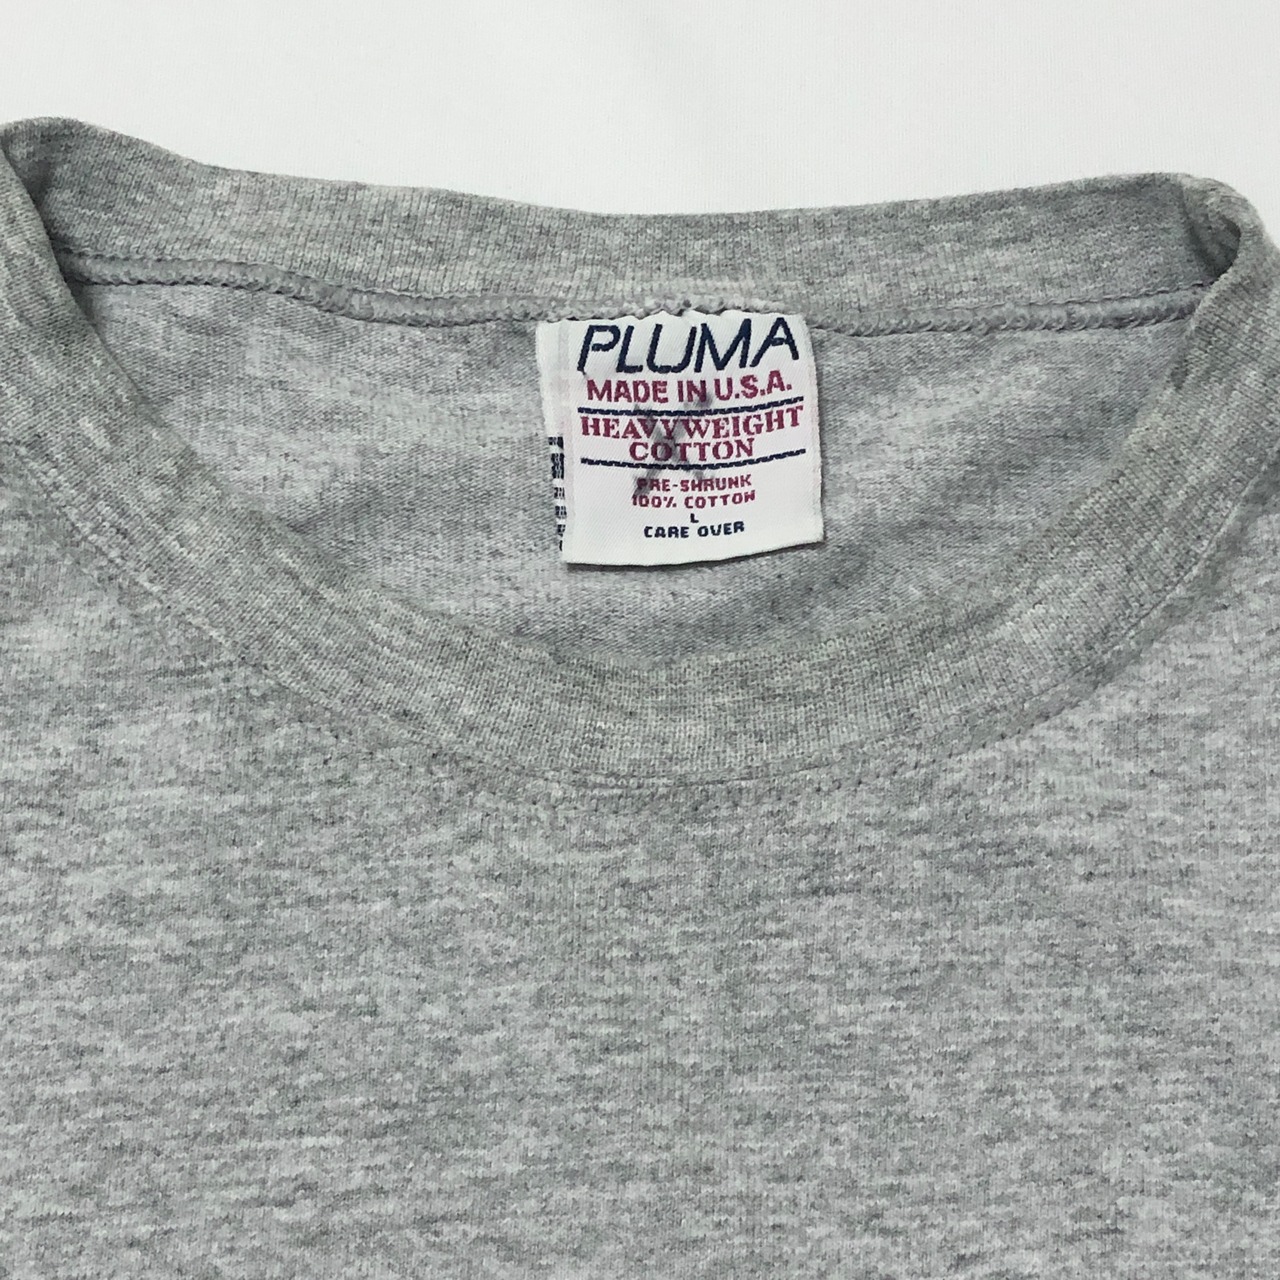 PLUMA
MADE IN U.S.A.
HEAVYWEIGHT
COTTON
PRE-SHRUNK
100% COTTON
L
CARE OVER